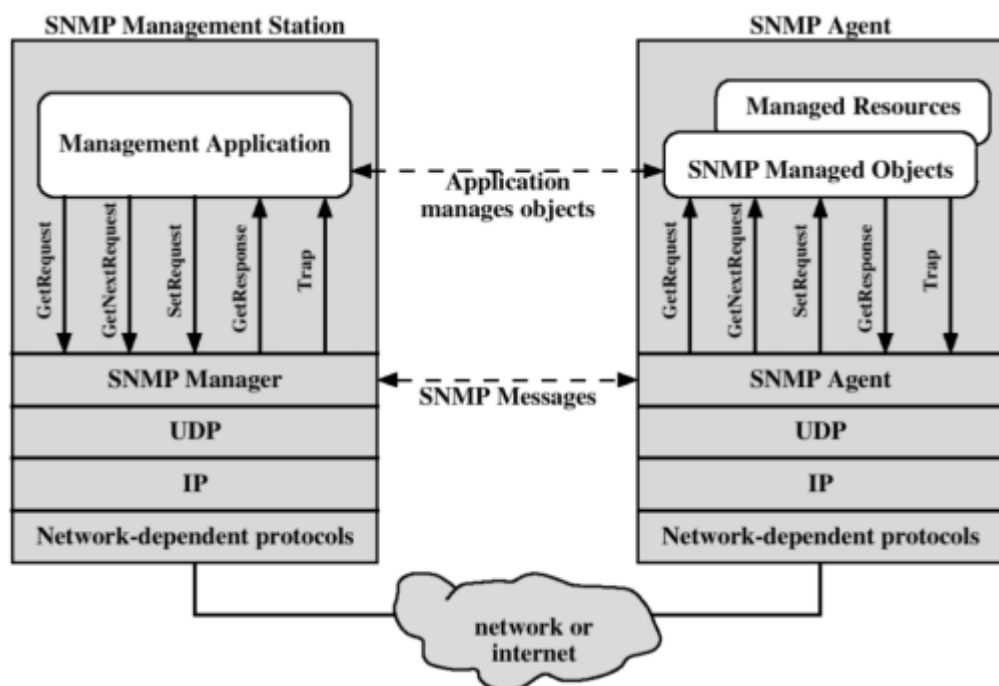 SNMP Management Station
Management Application
GetRequest
GetNextRequest
SetRequest
GetResponse
Trap
SNMP Manager
UDP
IP
Network-dependent protocols
Application
manages objects
SNMP Messages
SNMP Agent
Managed Resources
SNMP Managed Objects
GetRequest
GetNextRequest
SetRequest
GetResponse
Trap
SNMP Agent
UDP
IP
Network-dependent protocols
network or
internet